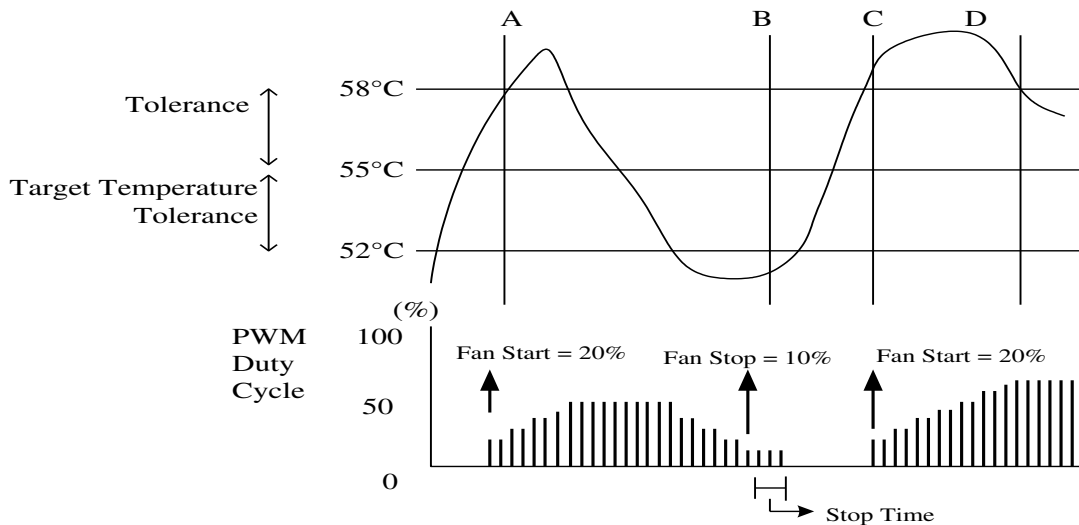 A B C D
58°C
Tolerance
55°C
Target Temperature
Tolerance
52°C
(%)
PWM
Duty
Cycle
100
50
0
Fan Start = 20%
Fan Stop = 10%
Fan Start = 20%
Stop Time